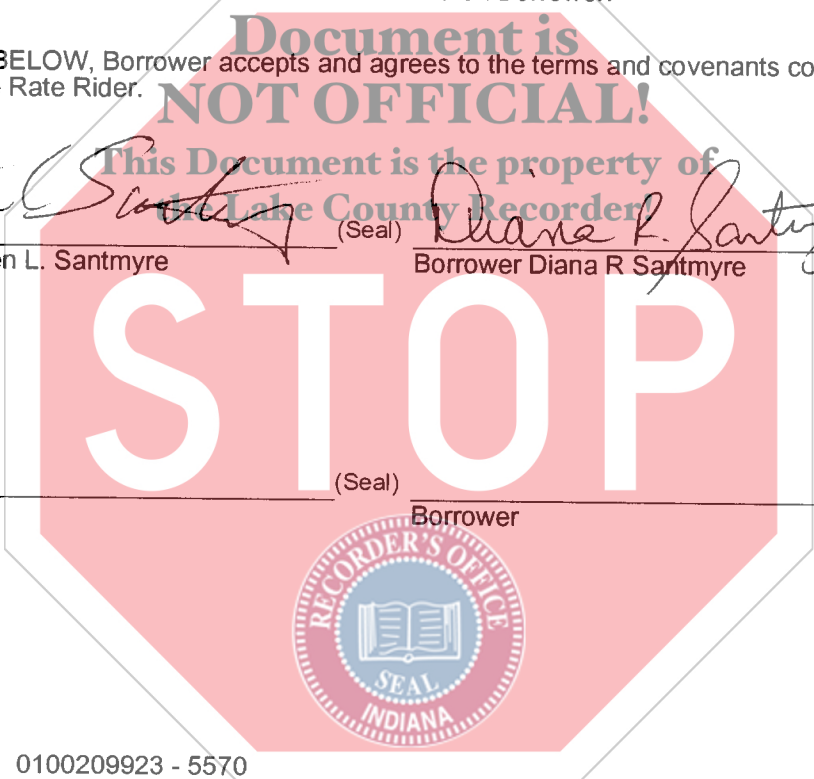 Document is
BELOW, Borrower accepts and agrees to the terms and covenants co
Rate Rider.
NOT OFFICIAL!
This Document is the property of
the Lake County Recorder!
(Seal)
Diana R. Santmy
n L. Santmyre
Borrower Diana R Santmyre
STOP
(Seal)
Borrower
RECORDER'S OFFICE
SEAL
INDIANA
0100209923 - 5570